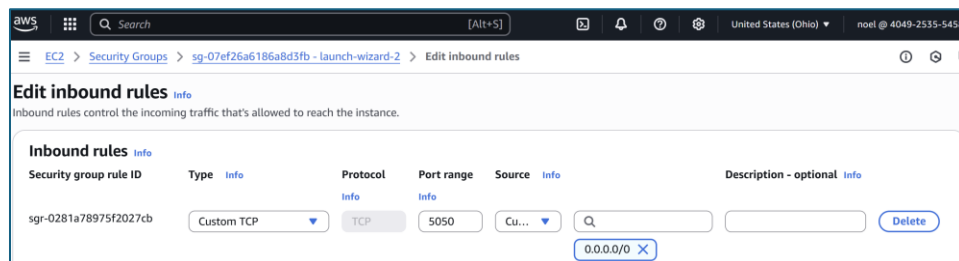 aws Search [Alt+S] United States (Ohio) noel @ 4049-2535-545
EC2 > Security Groups > sg-07ef26a6186a8d3fb - launch-wizard-2 > Edit inbound rules
Edit inbound rules Info
Inbound rules control the incoming traffic that's allowed to reach the instance.
Inbound rules Info
Security group rule ID Type Info Protocol Info Port range Info Source Info Description - optional Info
sgr-0281a78975f2027cb Custom TCP TCP 5050 Cu... Delete
0.0.0.0/0